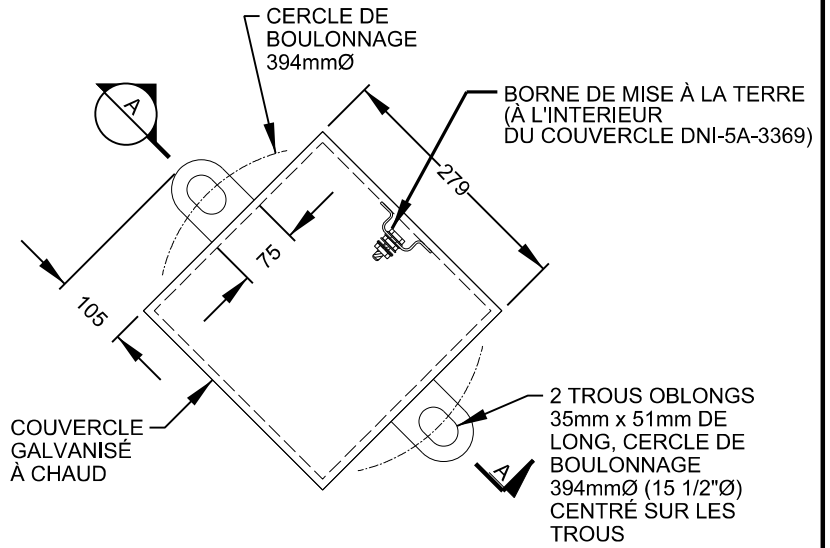 CERCLE DE
BOULONNAGE
394mmØ
A
BORNE DE MISE À LA TERRE
(À L'INTERIEUR
DU COUVERCLE DNI-5A-3369)
279
75
105
COUVERCLE
GALVANISÉ
À CHAUD
2 TROUS OBLONGS
35mm x 51mm DE
LONG, CERCLE DE
BOULONNAGE
394mmØ (15 1/2"Ø)
CENTRÉ SUR LES
TROUS
A